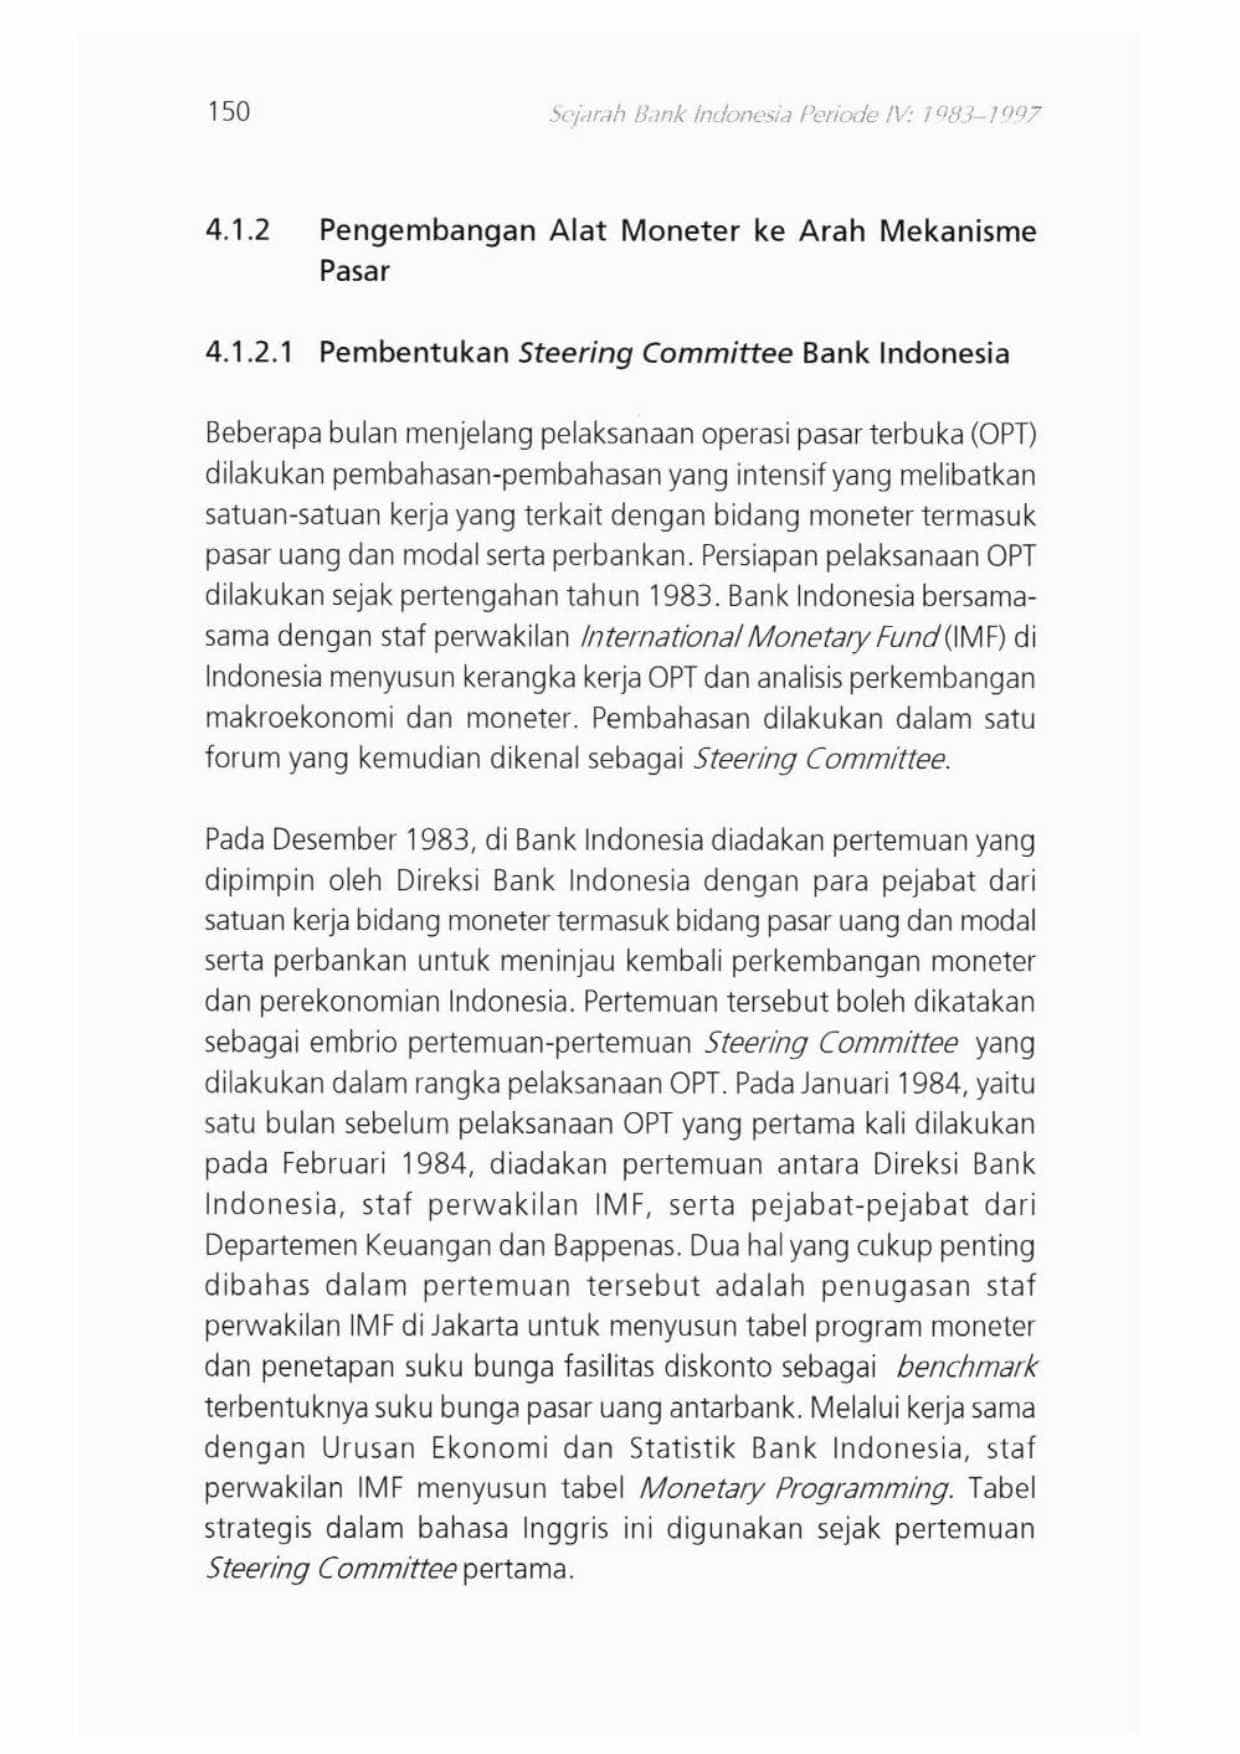 150
Sejarah Bank Indonesia Periode IV: 1983–1997
4.1.2 Pengembangan Alat Moneter ke Arah Mekanisme
Pasar
4.1.2.1 Pembentukan Steering Committee Bank Indonesia
Beberapa bulan menjelang pelaksanaan operasi pasar terbuka (OPT)
dilakukan pembahasan-pembahasan yang intensif yang melibatkan
satuan-satuan kerja yang terkait dengan bidang moneter termasuk
pasar uang dan modal serta perbankan. Persiapan pelaksanaan OPT
dilakukan sejak pertengahan tahun 1983. Bank Indonesia bersama-
sama dengan staf perwakilan International Monetary Fund (IMF) di
Indonesia menyusun kerangka kerja OPT dan analisis perkembangan
makroekonomi dan moneter. Pembahasan dilakukan dalam satu
forum yang kemudian dikenal sebagai Steering Committee.
Pada Desember 1983, di Bank Indonesia diadakan pertemuan yang
dipimpin oleh Direksi Bank Indonesia dengan para pejabat dari
satuan kerja bidang moneter termasuk bidang pasar uang dan modal
serta perbankan untuk meninjau kembali perkembangan moneter
dan perekonomian Indonesia. Pertemuan tersebut boleh dikatakan
sebagai embrio pertemuan-pertemuan Steering Committee yang
dilakukan dalam rangka pelaksanaan OPT. Pada Januari 1984, yaitu
satu bulan sebelum pelaksanaan OPT yang pertama kali dilakukan
pada Februari 1984, diadakan pertemuan antara Direksi Bank
Indonesia, staf perwakilan IMF, serta pejabat-pejabat dari
Departemen Keuangan dan Bappenas. Dua hal yang cukup penting
dibahas dalam pertemuan tersebut adalah penugasan staf
perwakilan IMF di Jakarta untuk menyusun tabel program moneter
dan penetapan suku bunga fasilitas diskonto sebagai benchmark
terbentuknya suku bunga pasar uang antarbank. Melalui kerja sama
dengan Urusan Ekonomi dan Statistik Bank Indonesia, staf
perwakilan IMF menyusun tabel Monetary Programming. Tabel
strategis dalam bahasa Inggris ini digunakan sejak pertemuan
Steering Committee pertama.